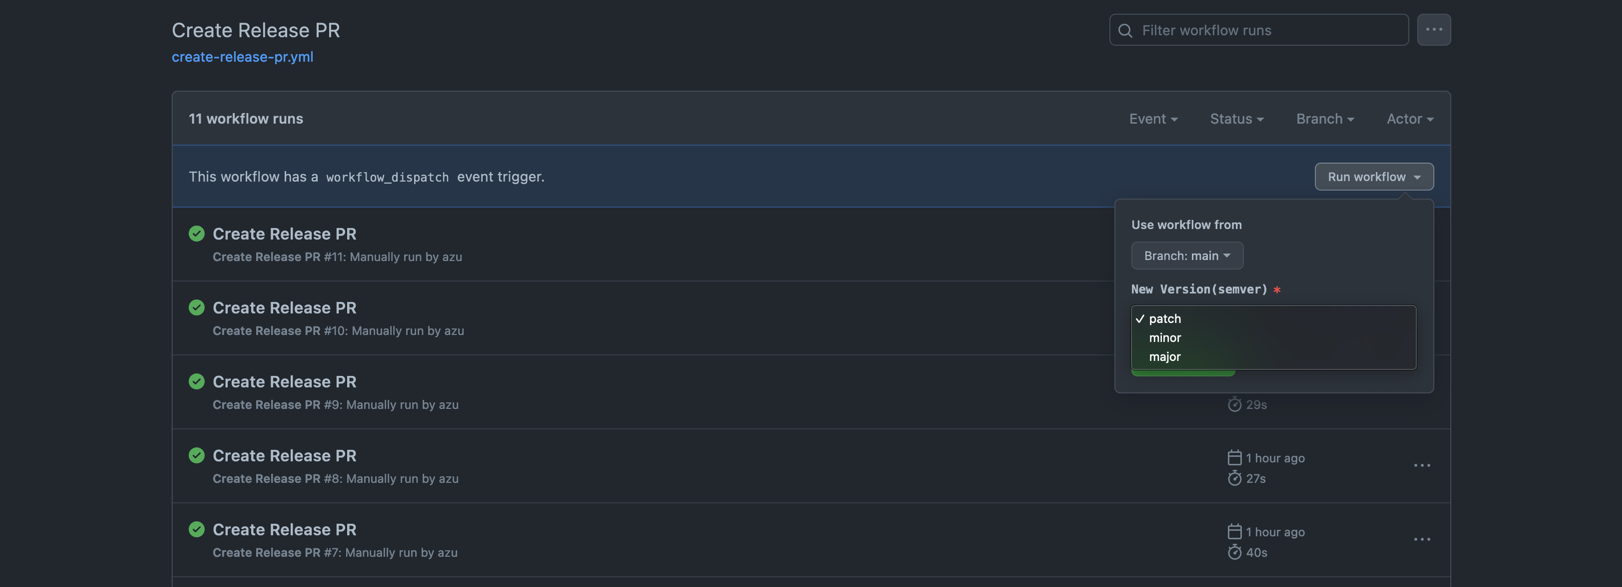 Create Release PR
Filter workflow runs
create-release-pr.yml
11 workflow runs
Event
Status
Branch
Actor
This workflow has a workflow_dispatch event trigger.
Run workflow
Use workflow from
Branch: main
New Version(semver) *
✓ patch
minor
major
Create Release PR
Create Release PR #11: Manually run by azu
Create Release PR
Create Release PR #10: Manually run by azu
Create Release PR
Create Release PR #9: Manually run by azu
29s
Create Release PR
Create Release PR #8: Manually run by azu
1 hour ago
27s
Create Release PR
Create Release PR #7: Manually run by azu
1 hour ago
40s